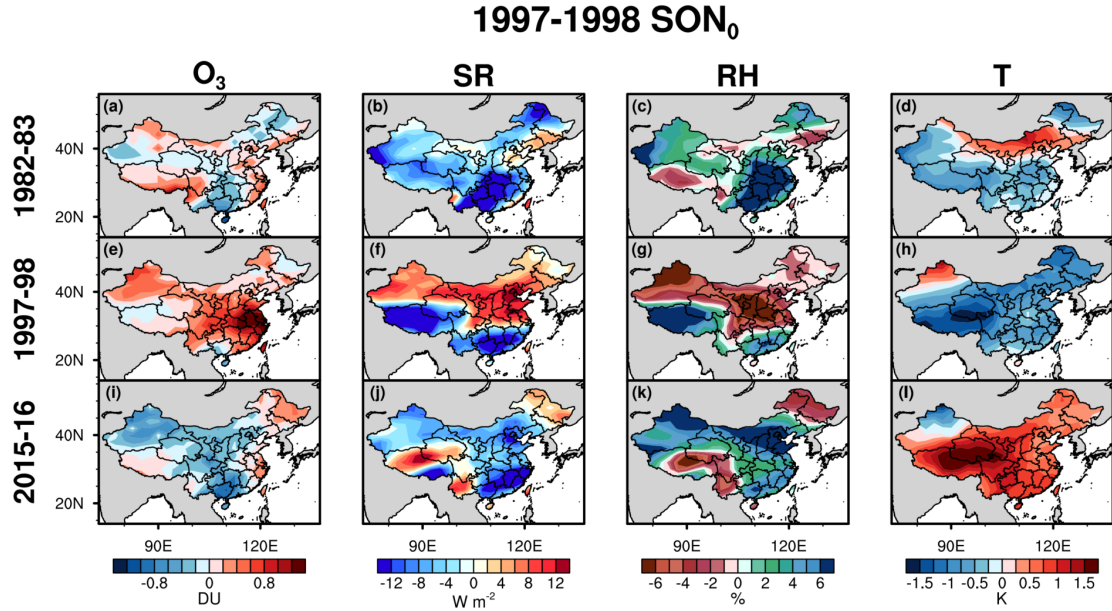 1997-1998 SON₀
O₃ SR RH T
1982-83
(a) (b) (c) (d)
40N
30N
20N
1997-98
(e) (f) (g) (h)
40N
30N
20N
2015-16
(i) (j) (k) (l)
40N
30N
20N
90E 120E 90E 120E 90E 120E 90E 120E
-0.8 0 0.8 -12 -8 -4 0 4 8 12 -6 -4 -2 0 2 4 6 -1.5 -1 -0.5 0 0.5 1 1.5
DU W m⁻² % K